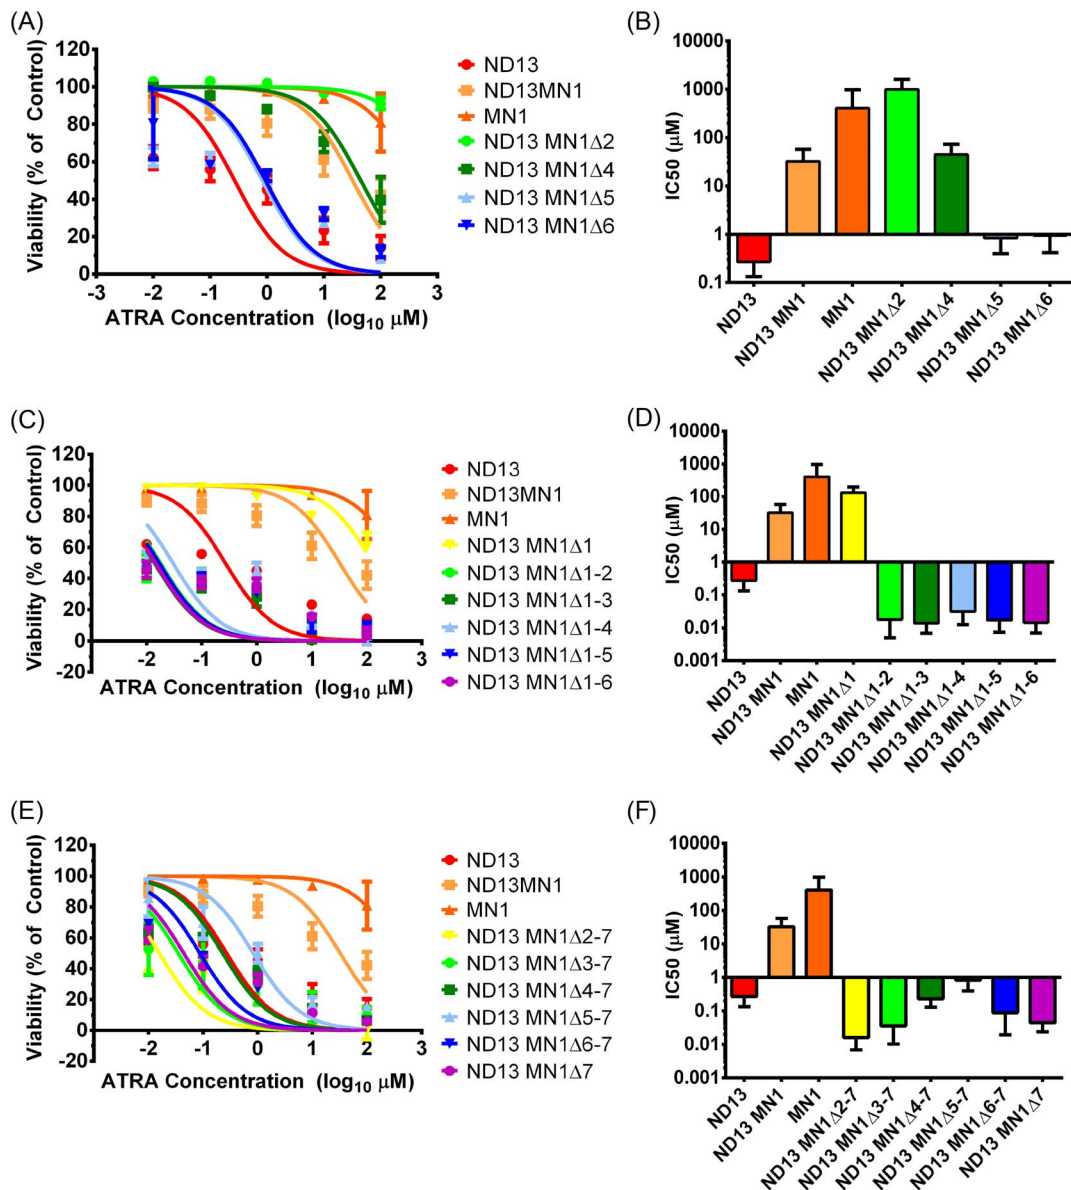 (A)
120
100
80
60
40
20
0
Viability (% of Control)
-3 -2 -1 0 1 2 3
ATRA Concentration (log10 μM)
ND13
ND13MN1
MN1
ND13 MN1Δ2
ND13 MN1Δ4
ND13 MN1Δ5
ND13 MN1Δ6
(B)
10000
1000
100
10
1
0.1
IC50 (μM)
ND13
ND13 MN1
MN1
ND13 MN1Δ2
ND13 MN1Δ4
ND13 MN1Δ5
ND13 MN1Δ6
(C)
120
100
80
60
40
20
0
-20
Viability (% of Control)
-2 -1 0 1 2 3
ATRA Concentration (log10 μM)
ND13
ND13MN1
MN1
ND13 MN1Δ1
ND13 MN1Δ1-2
ND13 MN1Δ1-3
ND13 MN1Δ1-4
ND13 MN1Δ1-5
ND13 MN1Δ1-6
(D)
10000
1000
100
10
1
0.1
0.01
0.001
IC50 (μM)
ND13
ND13 MN1
MN1
ND13 MN1Δ1
ND13 MN1Δ1-2
ND13 MN1Δ1-3
ND13 MN1Δ1-4
ND13 MN1Δ1-5
ND13 MN1Δ1-6
(E)
120
100
80
60
40
20
0
-20
Viability (% of Control)
-2 -1 0 1 2 3
ATRA Concentration (log10 μM)
ND13
ND13MN1
MN1
ND13 MN1Δ2-7
ND13 MN1Δ3-7
ND13 MN1Δ4-7
ND13 MN1Δ5-7
ND13 MN1Δ6-7
ND13 MN1Δ7
(F)
10000
1000
100
10
1
0.1
0.01
0.001
IC50 (μM)
ND13
ND13 MN1
MN1
ND13 MN1Δ2-7
ND13 MN1Δ3-7
ND13 MN1Δ4-7
ND13 MN1Δ5-7
ND13 MN1Δ6-7
ND13 MN1Δ7